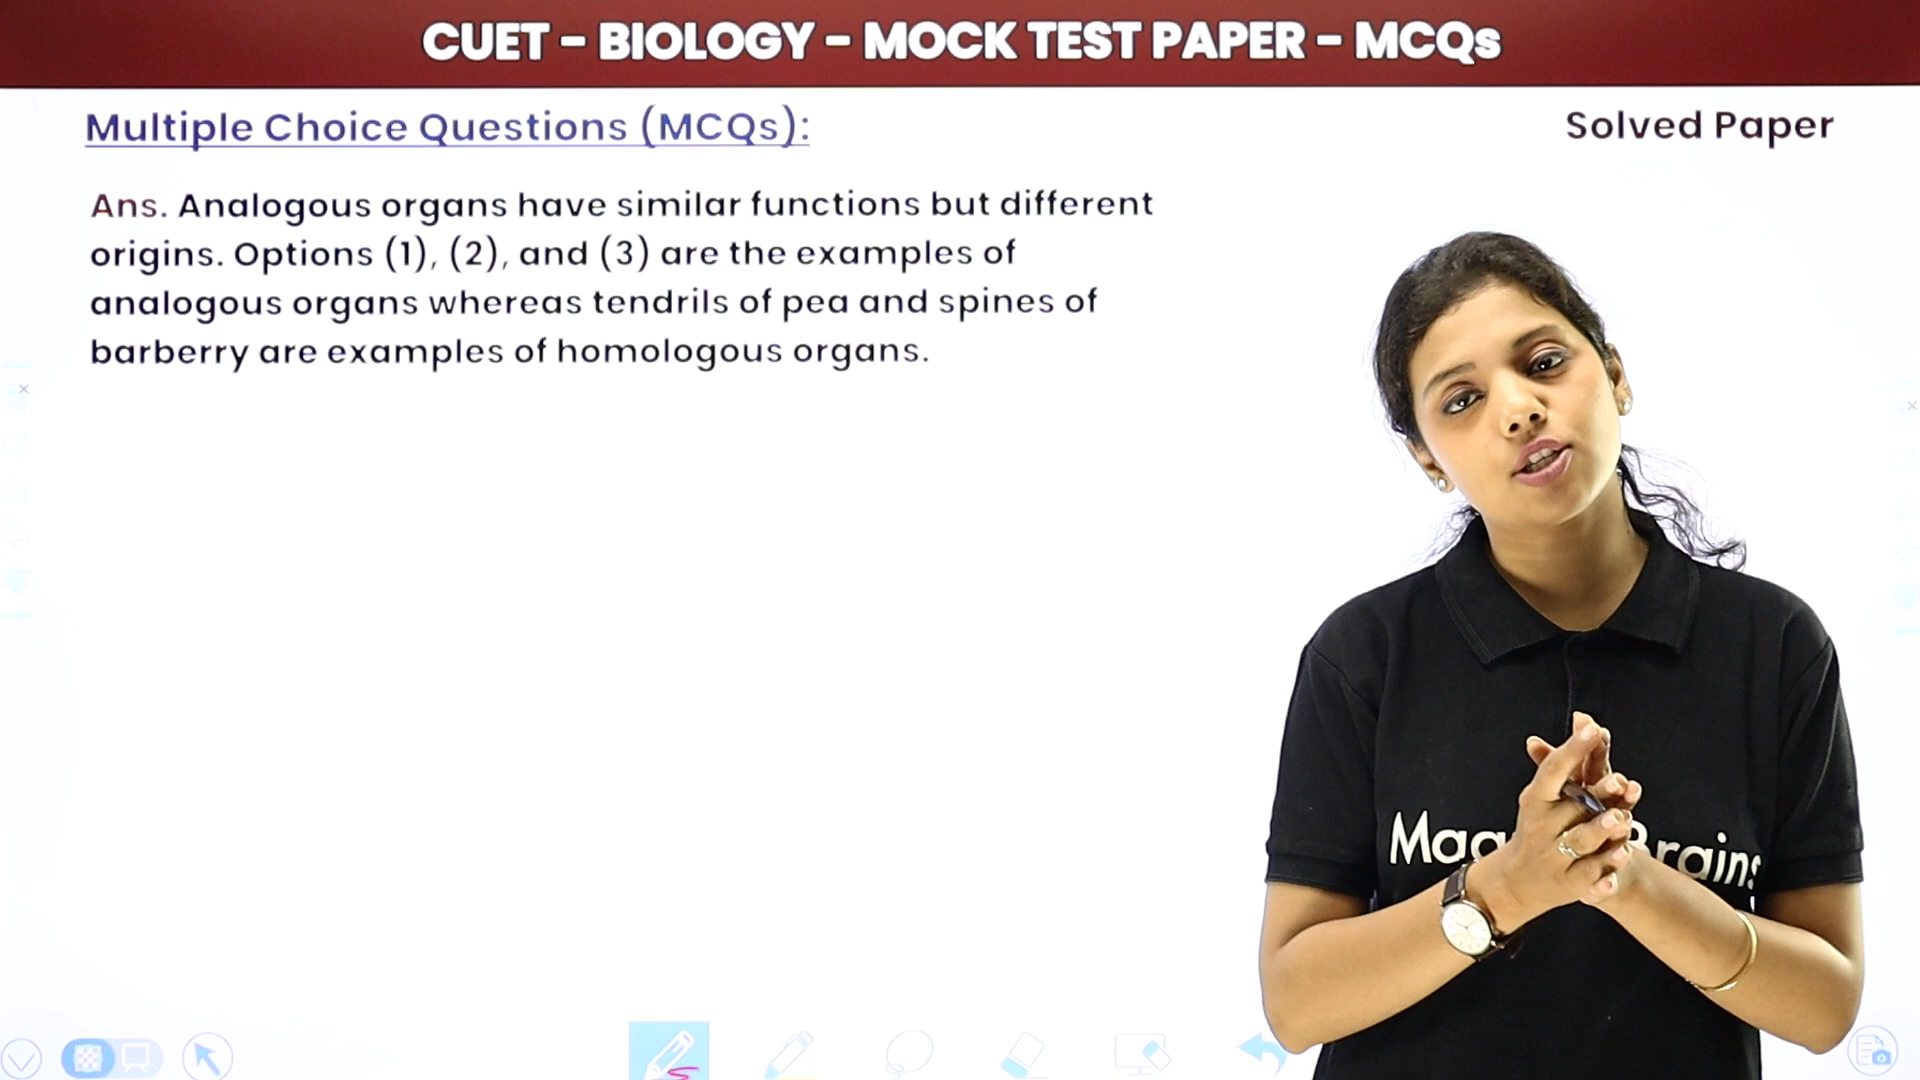 CUET - BIOLOGY - MOCK TEST PAPER - MCQs
Multiple Choice Questions (MCQs):
Solved Paper
Ans. Analogous organs have similar functions but different
origins. Options (1), (2), and (3) are the examples of
analogous organs whereas tendrils of pea and spines of
barberry are examples of homologous organs.